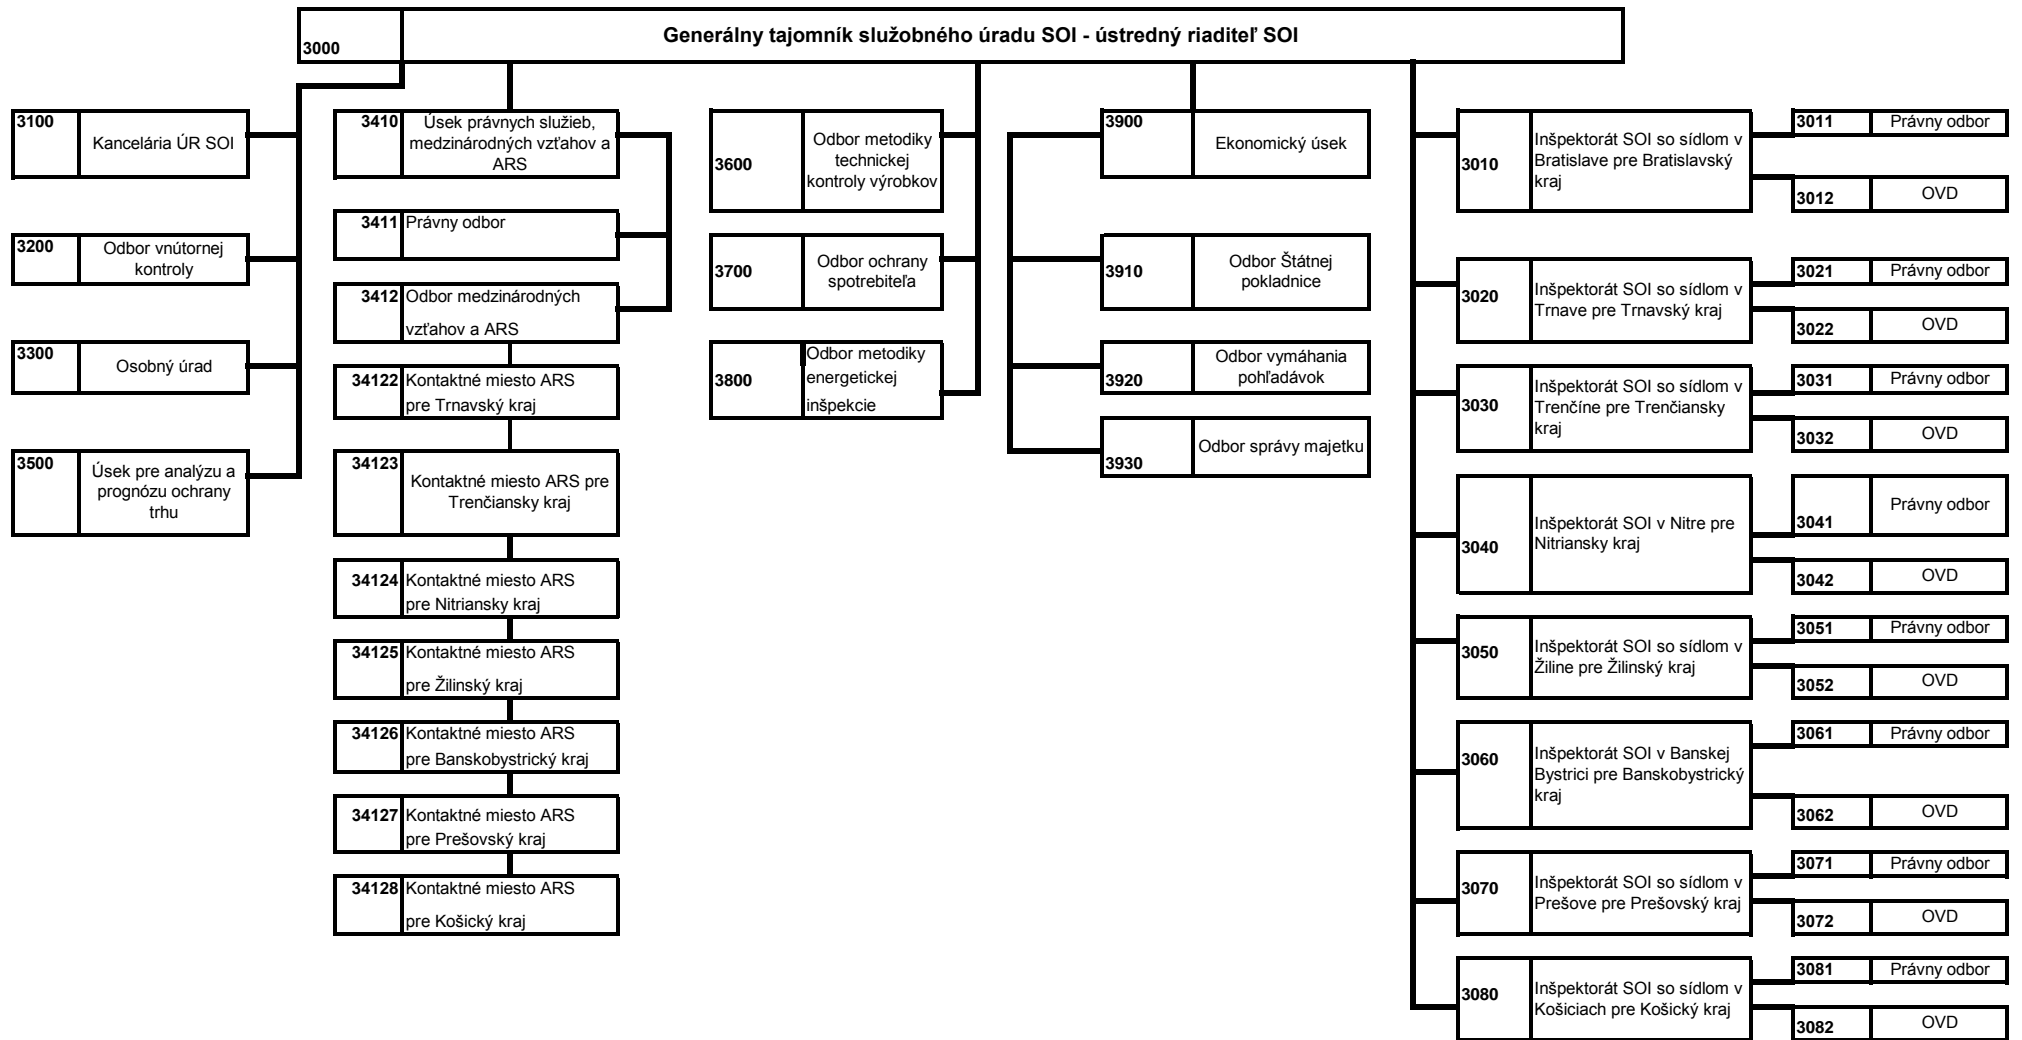 3000
Generálny tajomník služobného úradu SOI - ústredný riaditeľ SOI
3100
Kancelária ÚR SOI
3200
Odbor vnútornej
kontroly
3300
Osobný úrad
3500
Úsek pre analýzu a
prognózu ochrany
trhu
3410
Úsek právnych služieb,
medzinárodných vzťahov a
ARS
3411
Právny odbor
3412
Odbor medzinárodných
vzťahov a ARS
34122
Kontaktné miesto ARS
pre Trnavský kraj
34123
Kontaktné miesto ARS pre
Trenčiansky kraj
34124
Kontaktné miesto ARS
pre Nitriansky kraj
34125
Kontaktné miesto ARS
pre Žilinský kraj
34126
Kontaktné miesto ARS
pre Banskobystrický kraj
34127
Kontaktné miesto ARS
pre Prešovský kraj
34128
Kontaktné miesto ARS
pre Košický kraj
3600
Odbor metodiky
technickej
kontroly výrobkov
3700
Odbor ochrany
spotrebiteľa
3800
Odbor metodiky
energetickej
inšpekcie
3900
Ekonomický úsek
3910
Odbor Štátnej
pokladnice
3920
Odbor vymáhania
pohľadávok
3930
Odbor správy majetku
3010
Inšpektorát SOI so sídlom v
Bratislave pre Bratislavský
kraj
3011
Právny odbor
3012
OVD
3020
Inšpektorát SOI so sídlom v
Trnave pre Trnavský kraj
3021
Právny odbor
3022
OVD
3030
Inšpektorát SOI so sídlom v
Trenčíne pre Trenčiansky
kraj
3031
Právny odbor
3032
OVD
3040
Inšpektorát SOI v Nitre pre
Nitriansky kraj
3041
Právny odbor
3042
OVD
3050
Inšpektorát SOI so sídlom v
Žiline pre Žilinský kraj
3051
Právny odbor
3052
OVD
3060
Inšpektorát SOI v Banskej
Bystrici pre Banskobystrický
kraj
3061
Právny odbor
3062
OVD
3070
Inšpektorát SOI so sídlom v
Prešove pre Prešovský kraj
3071
Právny odbor
3072
OVD
3080
Inšpektorát SOI so sídlom v
Košiciach pre Košický kraj
3081
Právny odbor
3082
OVD